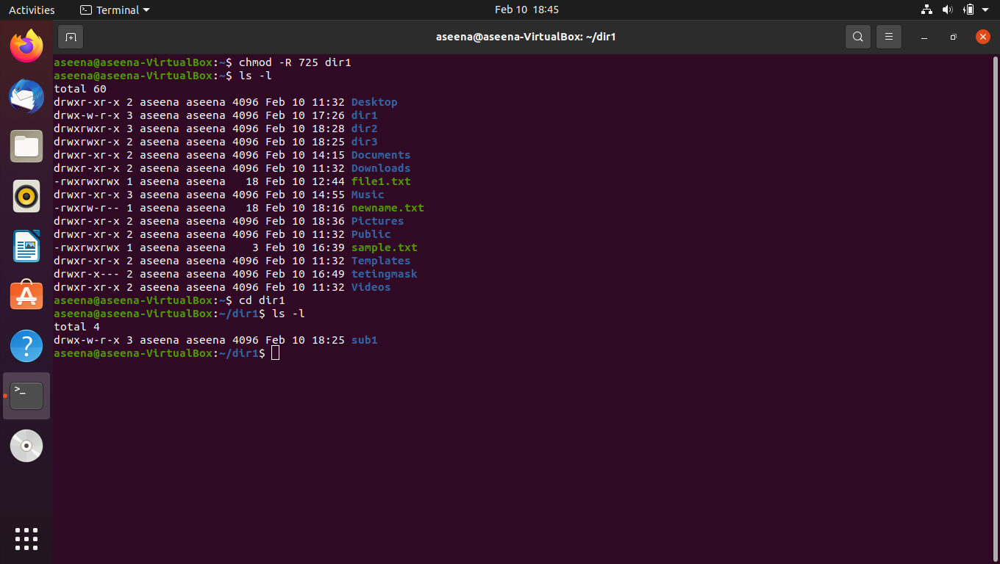 Activities Terminal Feb 10 18:45
aseena@aseena-VirtualBox: ~/dir1
aseena@aseena-VirtualBox:~$ chmod -R 725 dir1
aseena@aseena-VirtualBox:~$ ls -l
total 60
drwxr-xr-x 2 aseena aseena 4096 Feb 10 11:32 Desktop
drwx-w-r-x 3 aseena aseena 4096 Feb 10 17:26 dir1
drwxrwxr-x 3 aseena aseena 4096 Feb 10 18:28 dir2
drwxrwxr-x 2 aseena aseena 4096 Feb 10 18:25 dir3
drwxr-xr-x 2 aseena aseena 4096 Feb 10 14:15 Documents
drwxr-xr-x 2 aseena aseena 4096 Feb 10 11:32 Downloads
-rwxrwxrwx 1 aseena aseena   18 Feb 10 12:44 file1.txt
drwxr-xr-x 3 aseena aseena 4096 Feb 10 14:55 Music
-rwxrw-r-- 1 aseena aseena   18 Feb 10 18:16 newname.txt
drwxr-xr-x 2 aseena aseena 4096 Feb 10 18:36 Pictures
drwxr-xr-x 2 aseena aseena 4096 Feb 10 11:32 Public
-rwxrwxrwx 1 aseena aseena    3 Feb 10 16:39 sample.txt
drwxr-xr-x 2 aseena aseena 4096 Feb 10 11:32 Templates
drwxr-x--- 2 aseena aseena 4096 Feb 10 16:49 tetingmask
drwxr-xr-x 2 aseena aseena 4096 Feb 10 11:32 Videos
aseena@aseena-VirtualBox:~$ cd dir1
aseena@aseena-VirtualBox:~/dir1$ ls -l
total 4
drwx-w-r-x 3 aseena aseena 4096 Feb 10 18:25 sub1
aseena@aseena-VirtualBox:~/dir1$